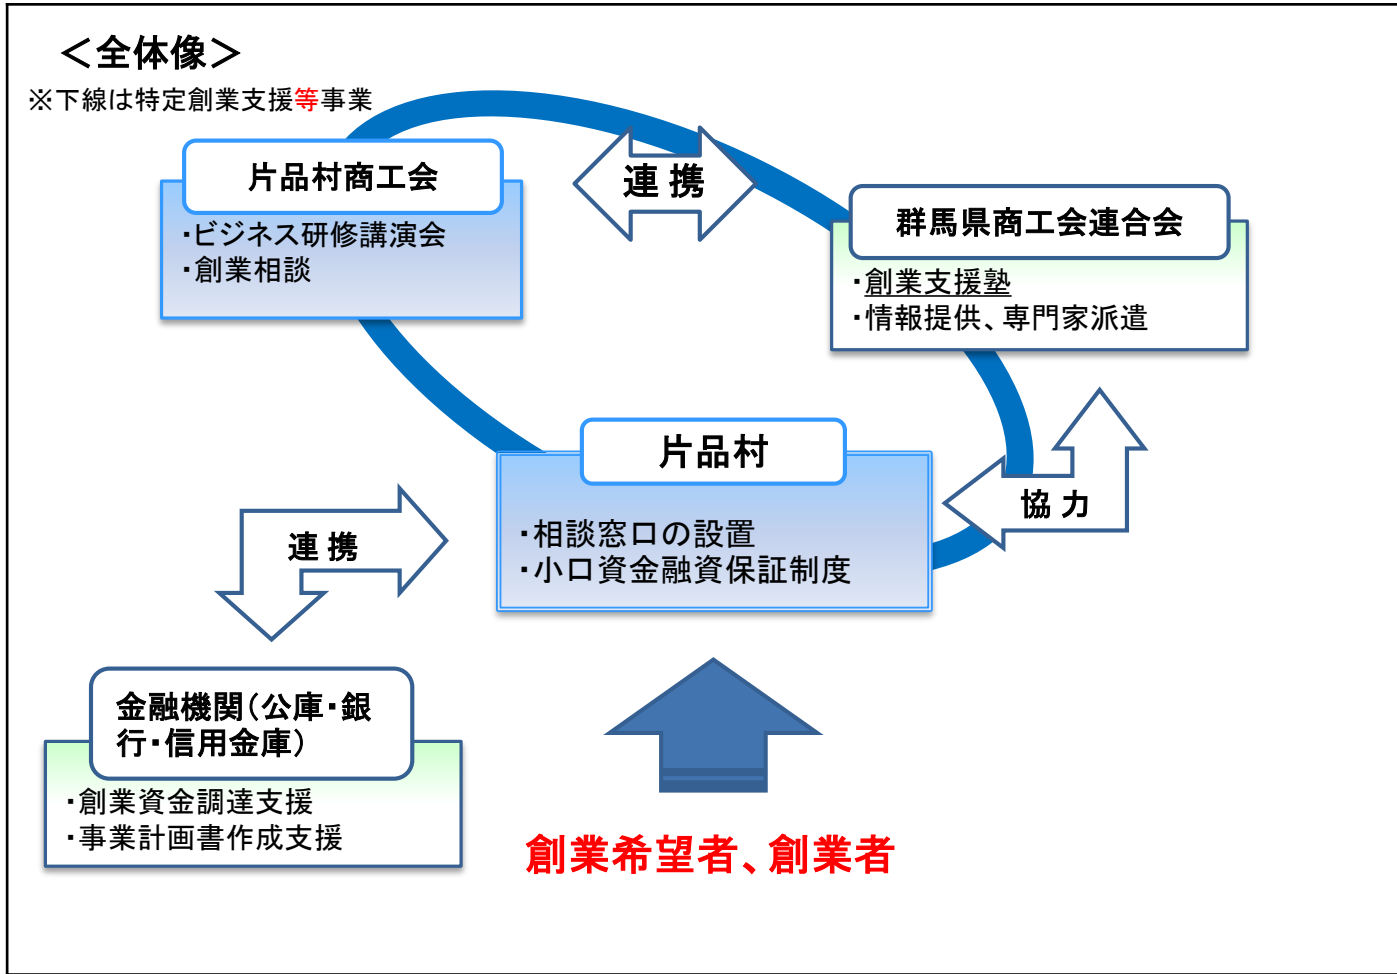 ＜全体像＞
※下線は特定創業支援等事業
片品村商工会
・ビジネス研修講演会
・創業相談
連 携
群馬県商工会連合会
・創業支援塾
・情報提供、専門家派遣
片品村
・相談窓口の設置
・小口資金融資保証制度
協 力
連 携
金融機関（公庫・銀
行・信用金庫）
・創業資金調達支援
・事業計画書作成支援
創業希望者、創業者